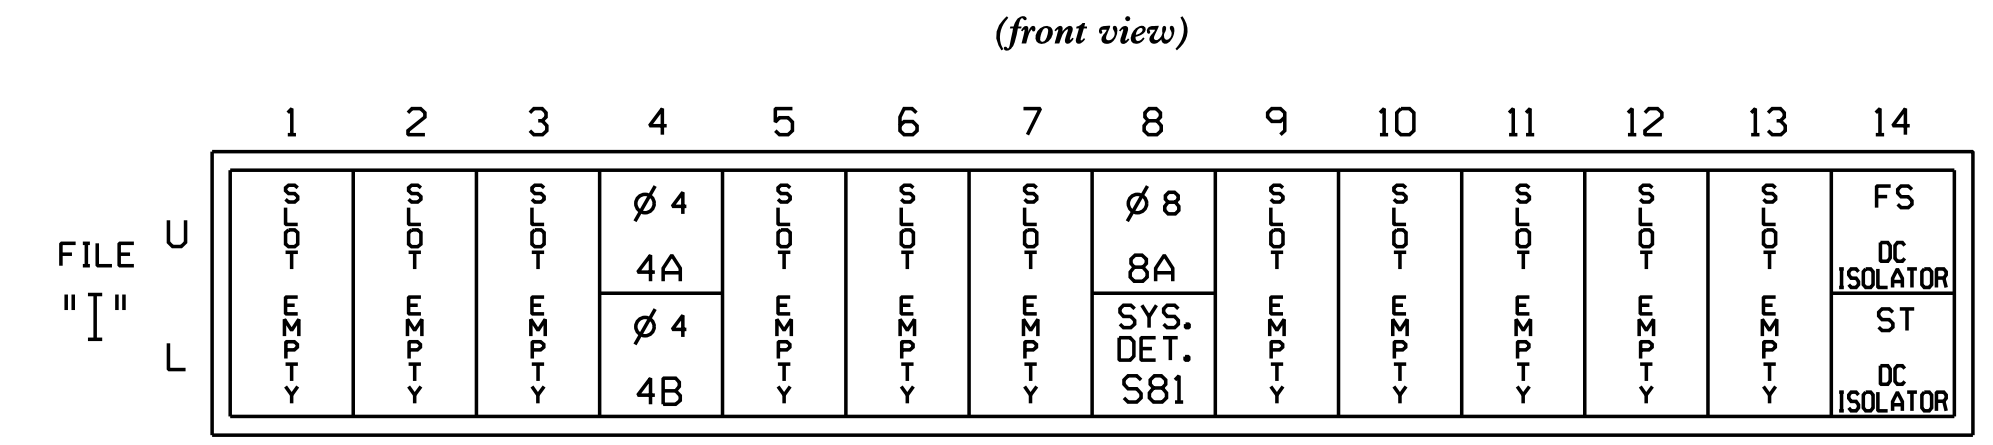 (front view)
1 2 3 4 5 6 7 8 9 10 11 12 13 14
FILE "I"
U
L
SLOT EMPTY
SLOT EMPTY
SLOT EMPTY
Ø 4
4A
Ø 4
4B
SLOT EMPTY
SLOT EMPTY
SLOT EMPTY
Ø 8
8A
SYS.
DET.
S81
SLOT EMPTY
SLOT EMPTY
SLOT EMPTY
SLOT EMPTY
SLOT EMPTY
FS
DC
ISOLATOR
ST
DC
ISOLATOR